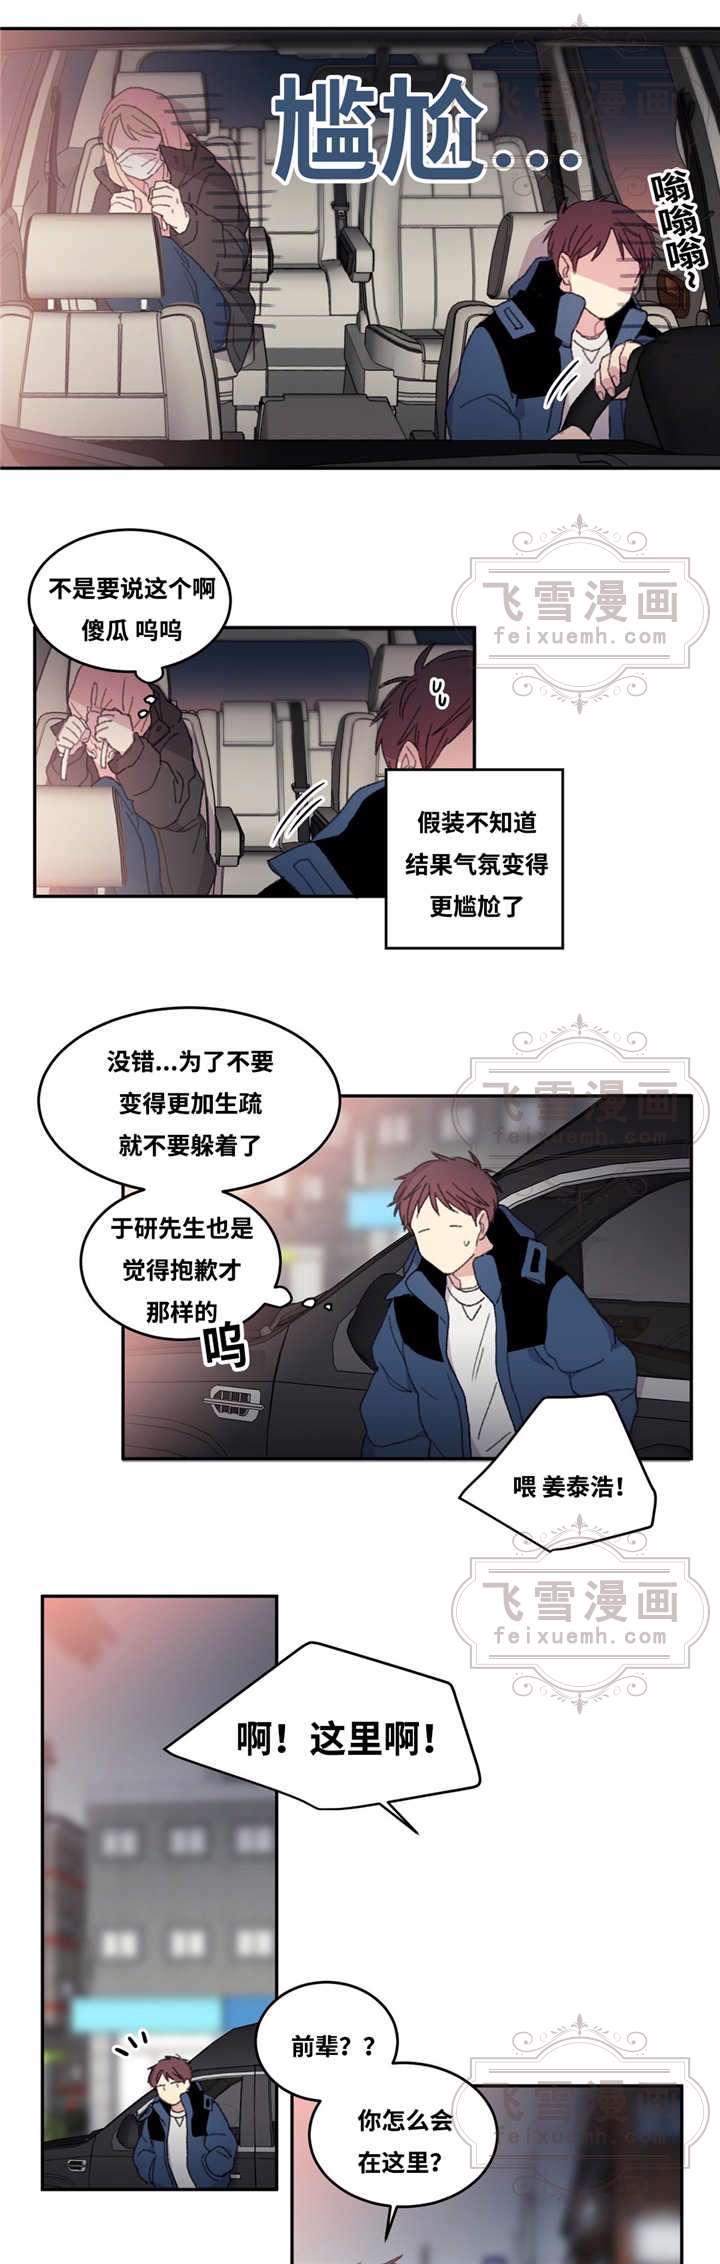 飞雪漫画
尴尬...
嗡嗡嗡~
不是要说这个啊
傻瓜 呜呜
飞雪漫画
feixuemh.com
假装不知道
结果气氛变得
更尴尬了
没错...为了不要
变得更加生疏
就不要躲着了
飞雪漫画
feixuemh.com
于研先生也是
觉得抱歉才
那样的
呜
喂 姜泰浩!
飞雪漫画
feixuemh.com
啊! 这里啊!
前辈? ?
你怎么会
在这里?
飞雪漫画
feixuemh.com